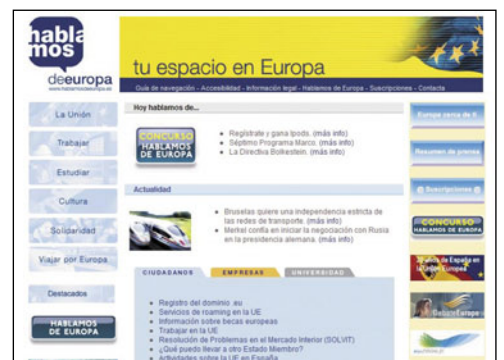 habla
mos
deeuropa
www.hablamosdeeuropa.es
tu espacio en Europa
Guía de navegación - Accesibilidad - Información legal - Hablamos de Europa - Suscripciones - Contacta
La Unión
Trabajar
Estudiar
Cultura
Solidaridad
Viajar por Europa
Destacados
HABLAMOS
DE EUROPA
Hoy hablamos de...
CONCURSO
HABLAMOS
DE EUROPA
Regístrate y gana Ipods. (más info)
Séptimo Programa Marco. (más info)
La Directiva Bolkestein. (más info)
Actualidad
Bruselas quiere una independencia estricta de
las redes de transporte. (más info)
Merkel confía en iniciar la negociación con Rusia
en la presidencia alemana. (más info)
CIUDADANOS
EMPRESAS
UNIVERSIDAD
Registro del dominio .eu
Servicios de roaming en la UE
Información sobre becas europeas
Trabajar en la UE
Resolución de Problemas en el Mercado Interior (SOLVIT)
¿Qué puedo llevar a otro Estado Miembro?
Actividades sobre la UE en España
Europa cerca de ti
Resumen de prensa
@ Suscripciones @
CONCURSO
HABLAMOS DE EUROPA
años de España en
la Unión Europea
DebateEurope